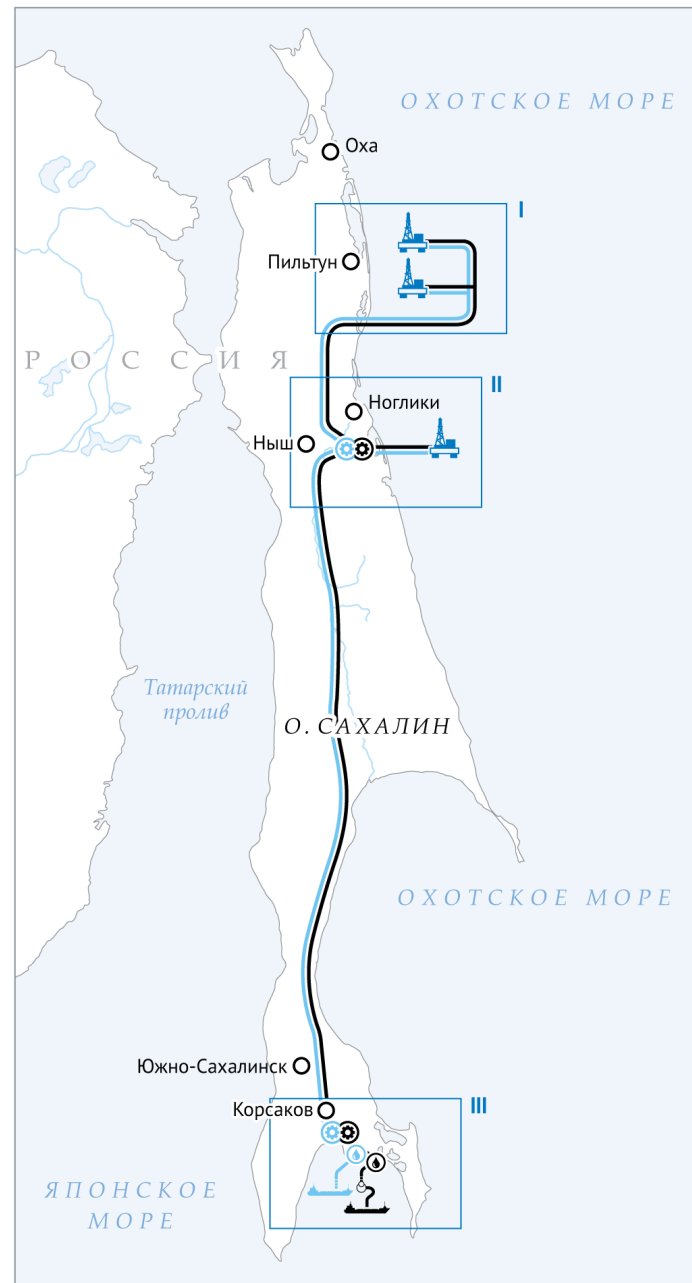 ОХОТСКОЕ МОРЕ
Оха
I
Пильтун
РОССИЯ
II
Ноглики
Ныш
Татарский
пролив
О. САХАЛИН
ОХОТСКОЕ МОРЕ
Южно-Сахалинск
III
Корсаков
ЯПОНСКОЕ
МОРЕ